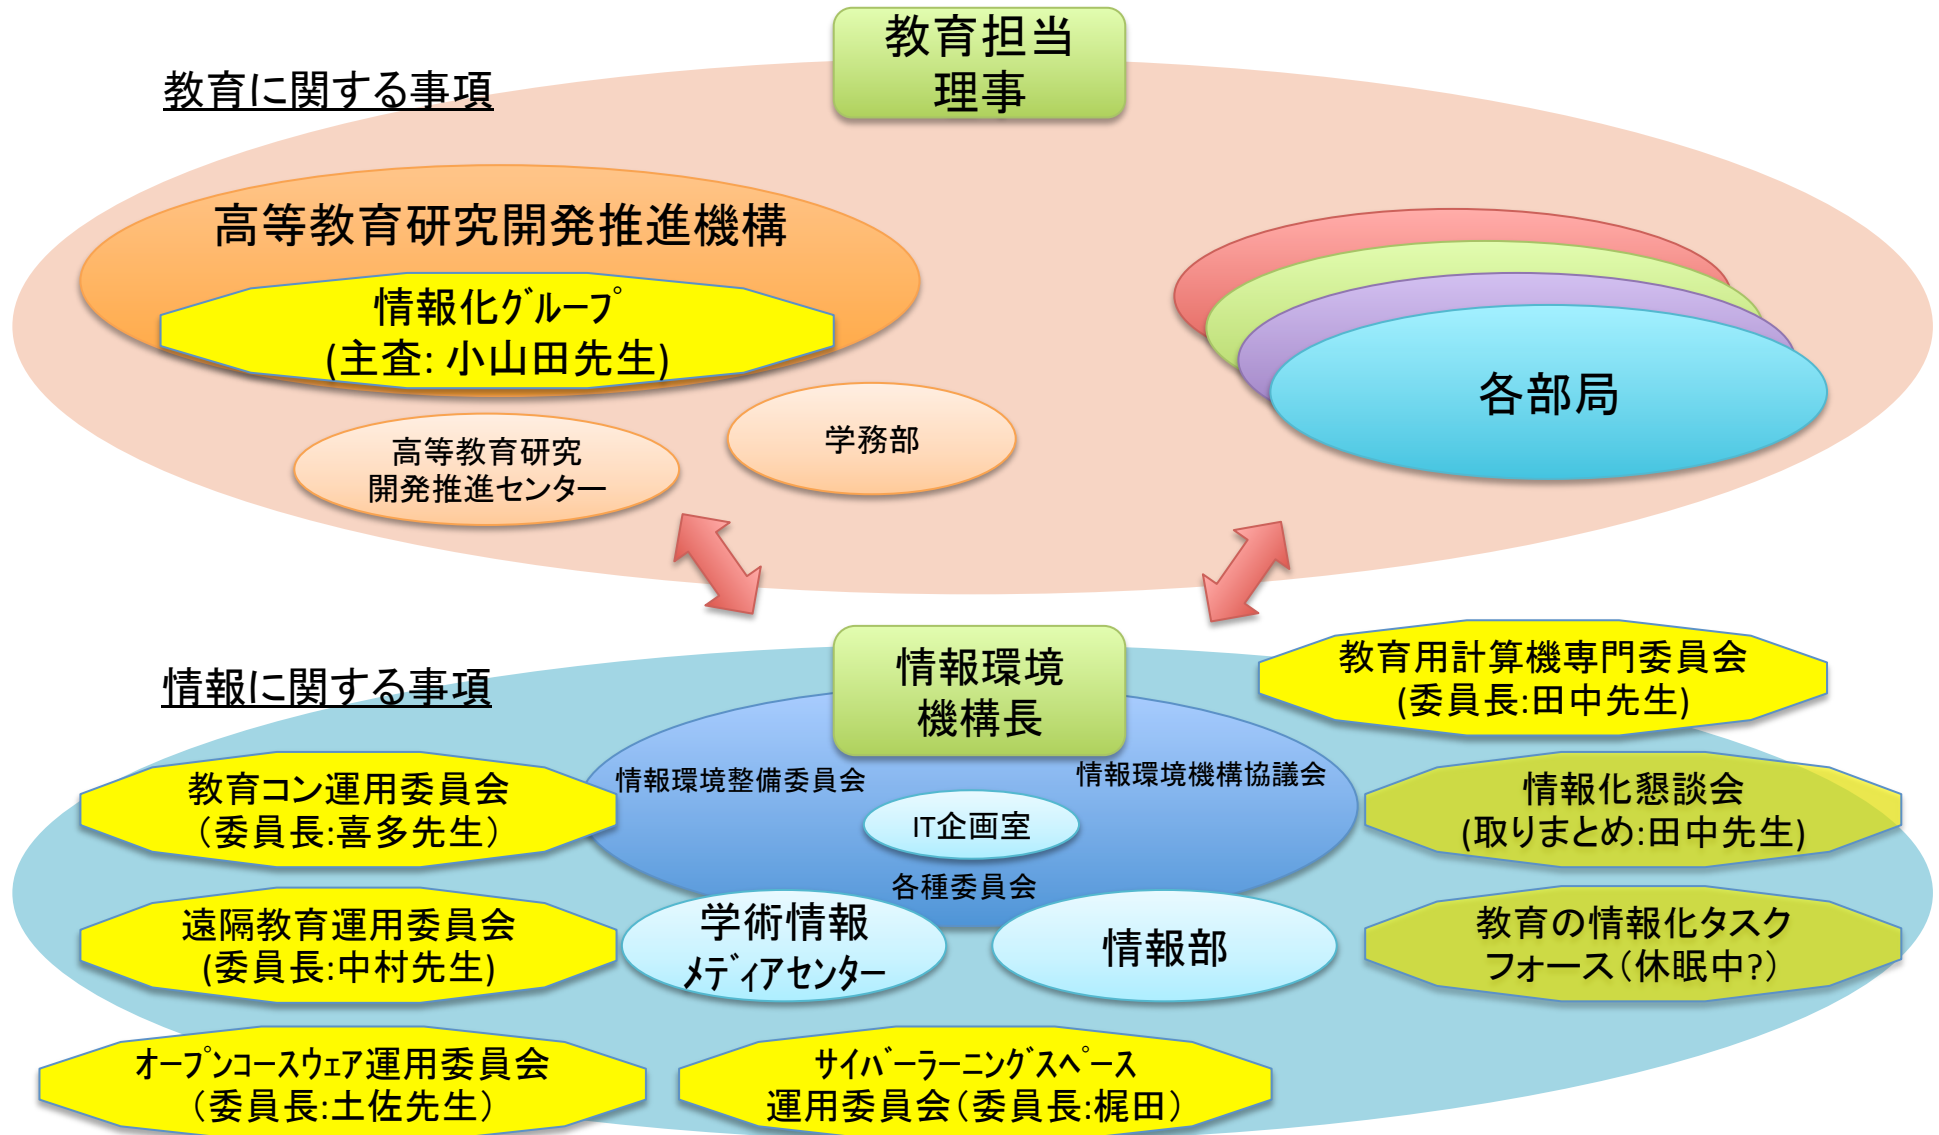 教育担当
理事
教育に関する事項
高等教育研究開発推進機構
情報化ｸﾞﾙｰﾌﾟ
(主査: 小山田先生)
各部局
学務部
高等教育研究
開発推進センター
情報に関する事項
情報環境
機構長
教育用計算機専門委員会
(委員長:田中先生)
情報環境整備委員会
情報環境機構協議会
IT企画室
各種委員会
教育コン運用委員会
（委員長:喜多先生）
情報化懇談会
(取りまとめ:田中先生)
遠隔教育運用委員会
(委員長:中村先生)
学術情報
ﾒﾃﾞｨｱｾﾝﾀｰ
情報部
教育の情報化タスク
フォース（休眠中?）
ｵｰﾌﾟﾝｺｰｽｳｪｱ運用委員会
（委員長:土佐先生）
ｻｲﾊﾞｰﾗｰﾆﾝｸﾞｽﾍﾟｰｽ
運用委員会（委員長:梶田）